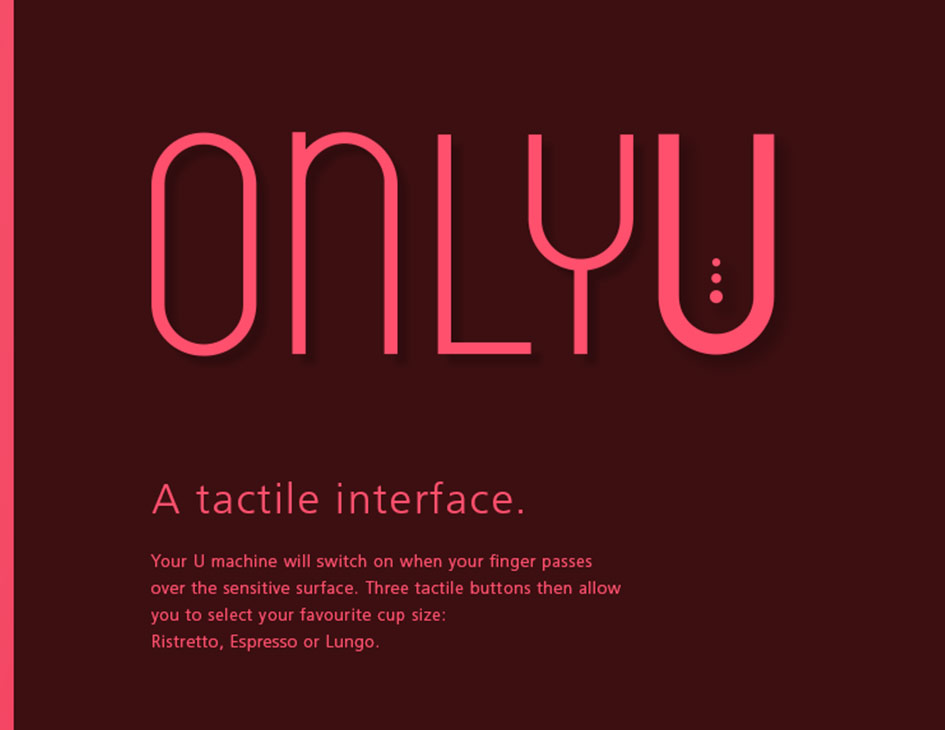 ONLYU
A tactile interface.
Your U machine will switch on when your finger passes
over the sensitive surface. Three tactile buttons then allow
you to select your favourite cup size:
Ristretto, Espresso or Lungo.